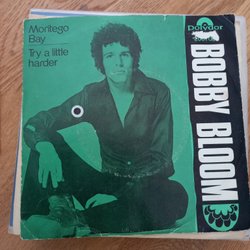 Montego
Bay
Try a little
harder
Polydor
BOBBY BLOOM